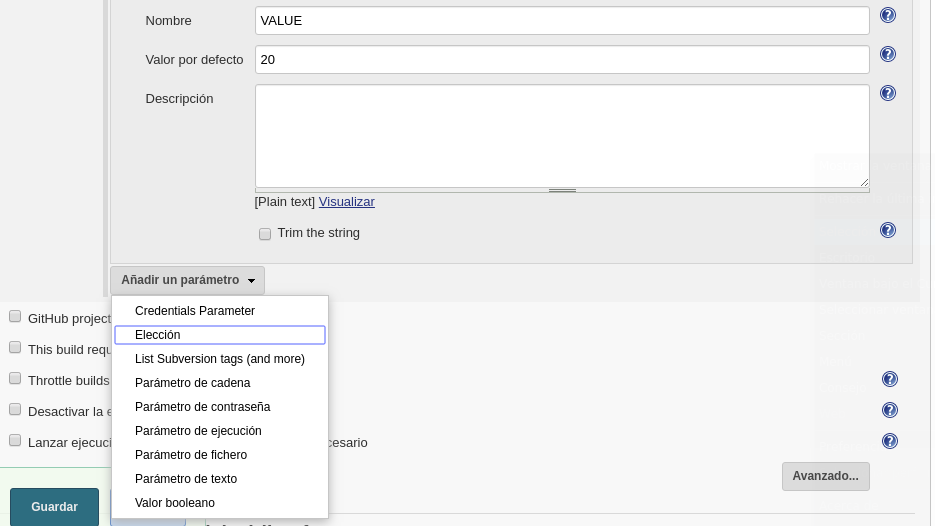 Nombre VALUE
Valor por defecto 20
Descripción
[Plain text] Visualizar
Trim the string
Añadir un parámetro
Credentials Parameter
GitHub project
Elección
This build requ
List Subversion tags (and more)
Throttle builds
Parámetro de cadena
Desactivar la e
Parámetro de contraseña
Lanzar ejecuci
Parámetro de ejecución
cesario
Parámetro de fichero
Parámetro de texto
Avanzado...
Valor booleano
Guardar